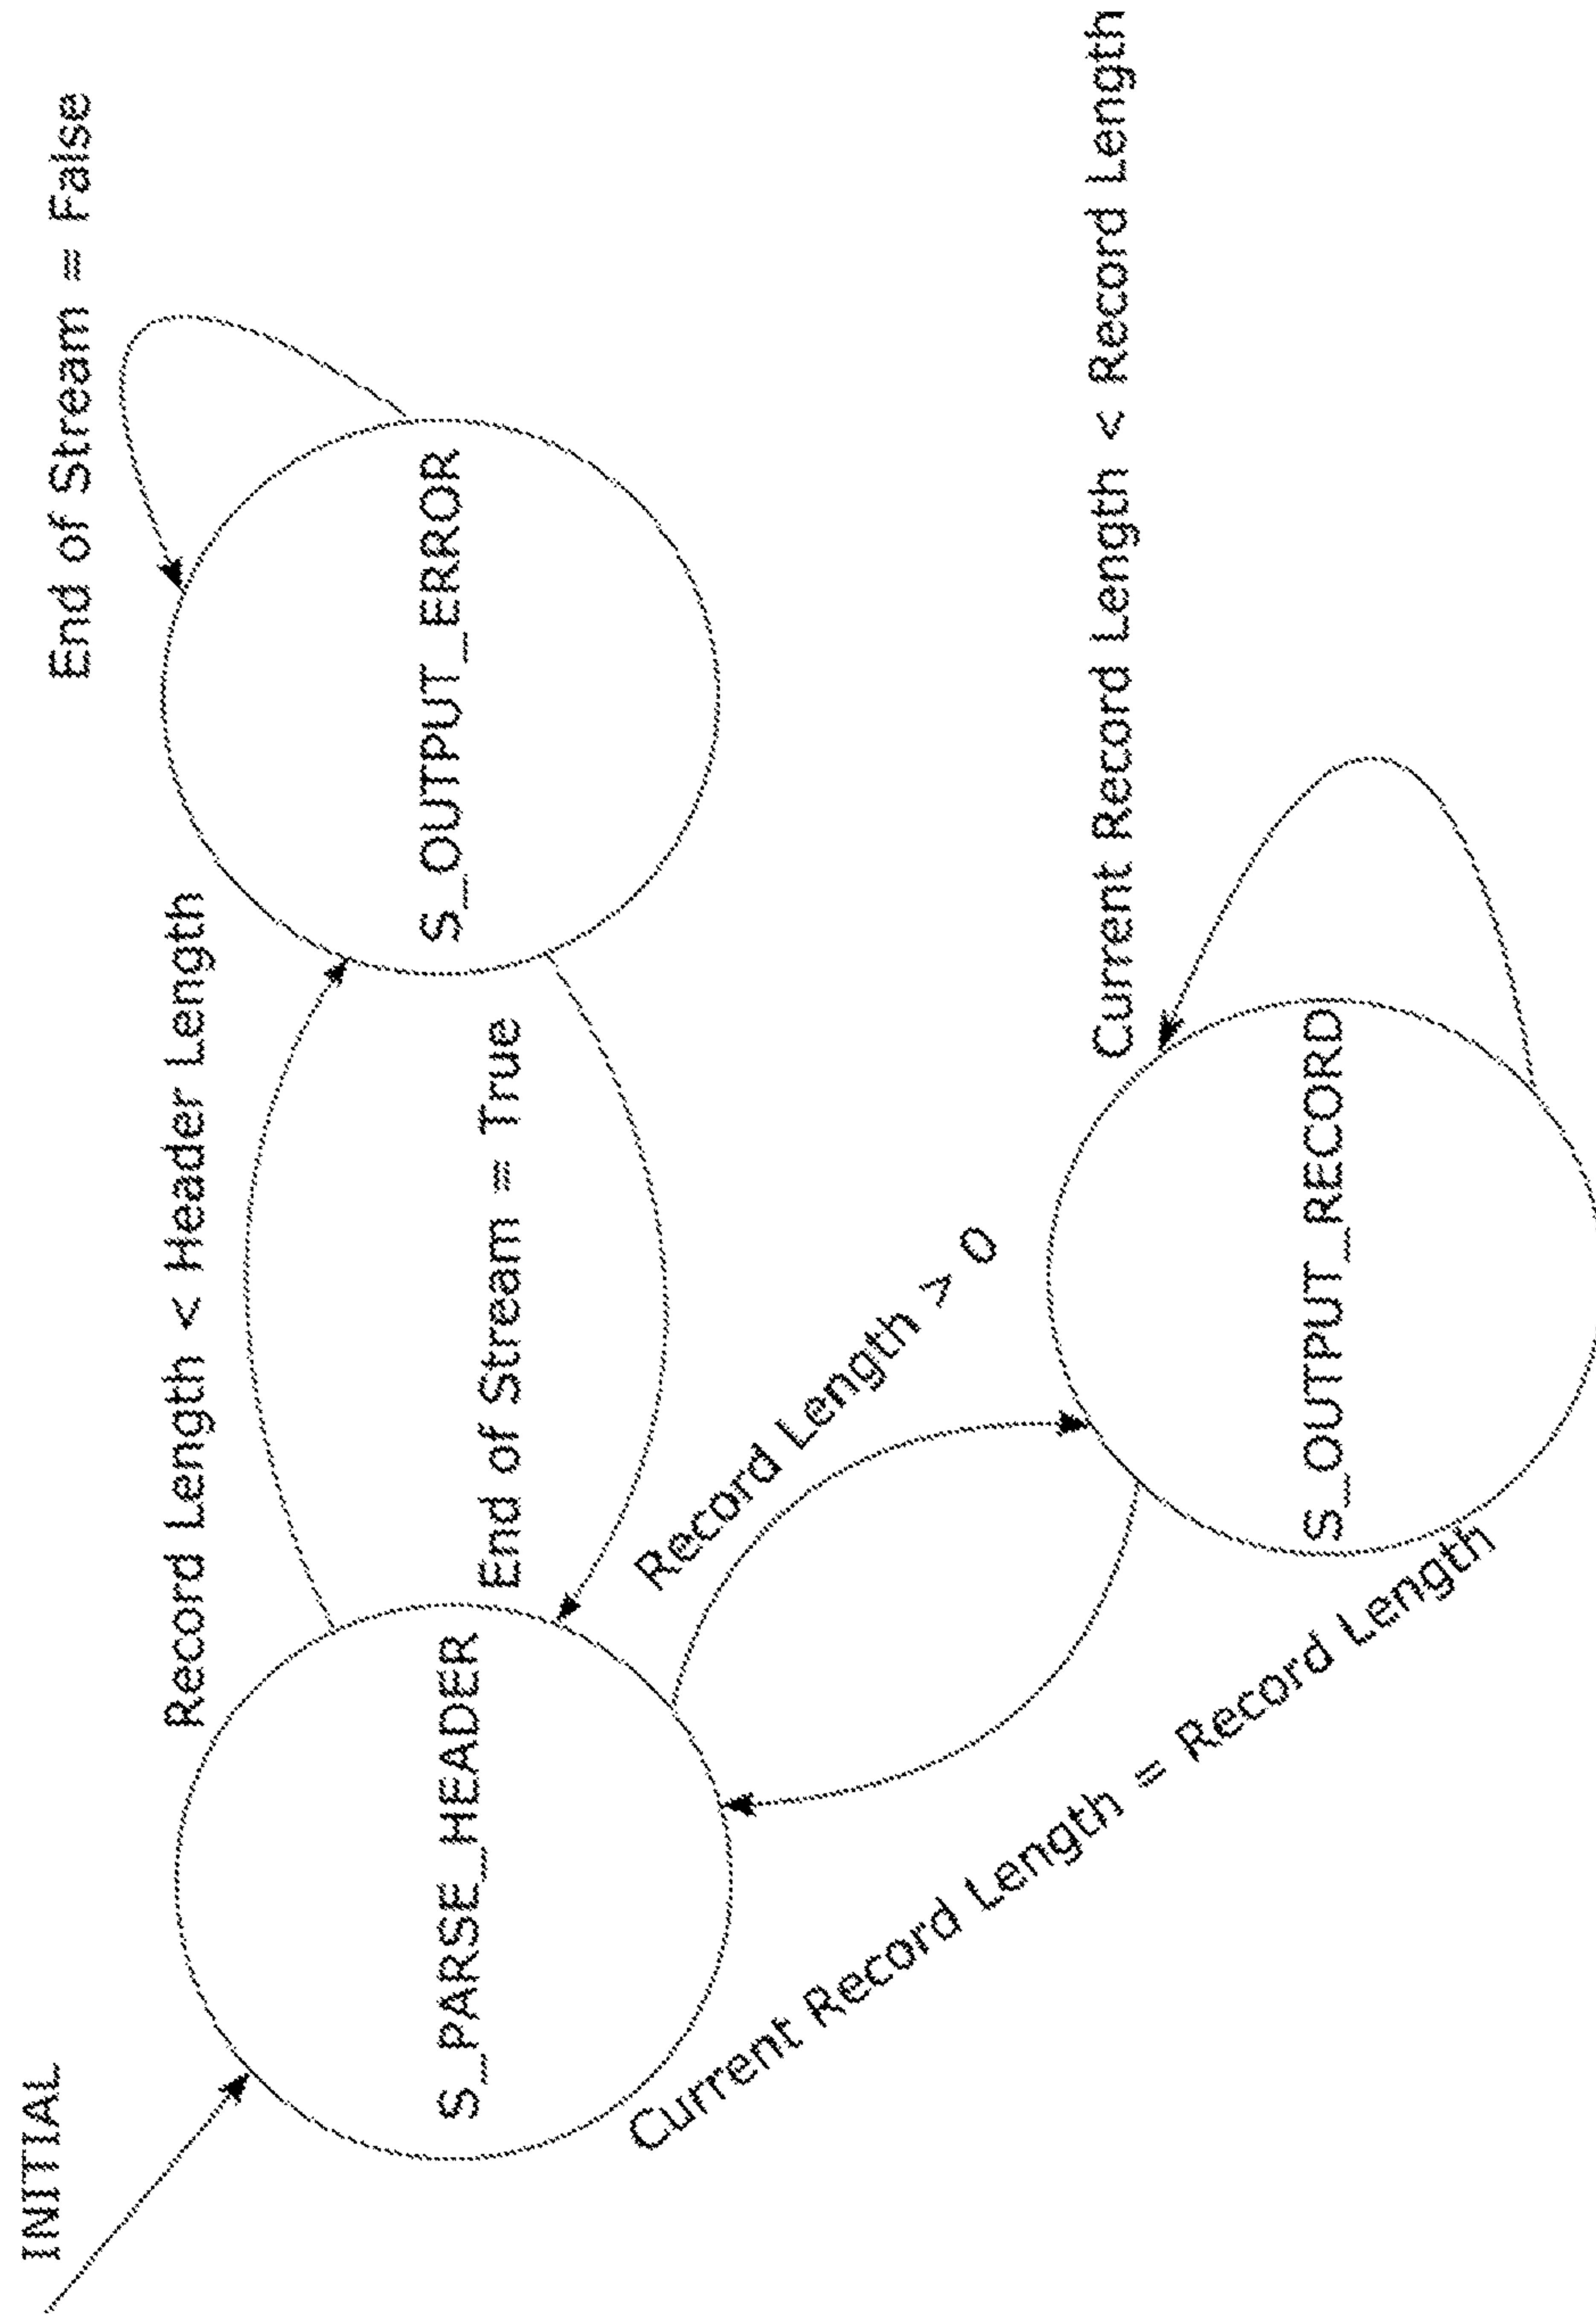 INITIAL
End of Stream = False
Record Length < Header Length
S_PARSE_HEADER
S_OUTPUT_ERROR
End of Stream = True
Record Length > 0
Current Record Length = Record Length
Current Record Length < Record Length
S_OUTPUT_RECORD